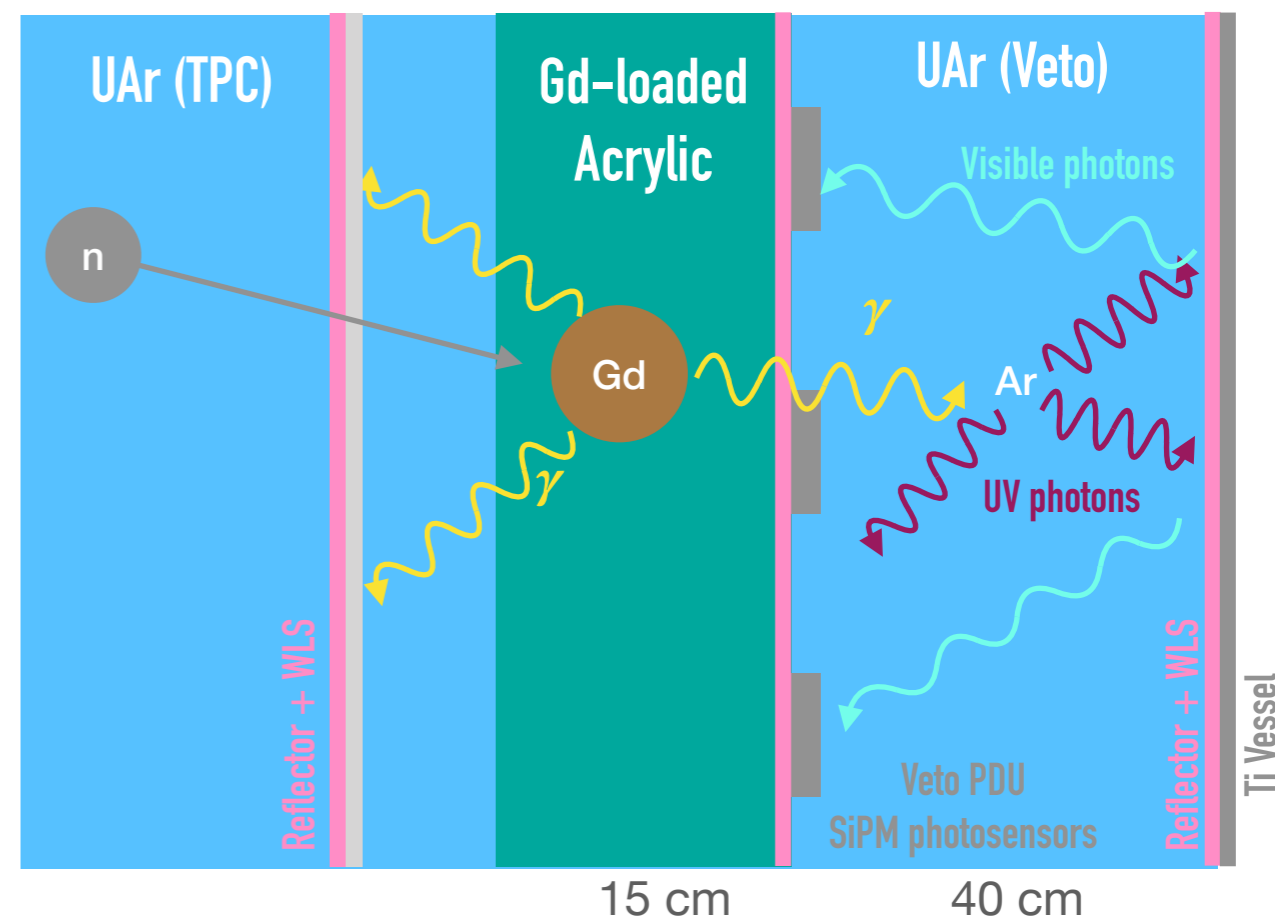 UAr (TPC)
Gd-loaded
Acrylic
UAr (Veto)
Visible photons
n
γ
Gd
Ar
γ
UV photons
Reflector + WLS
Reflector + WLS
Ti Vessel
Veto PDU
SiPM photosensors
15 cm
40 cm